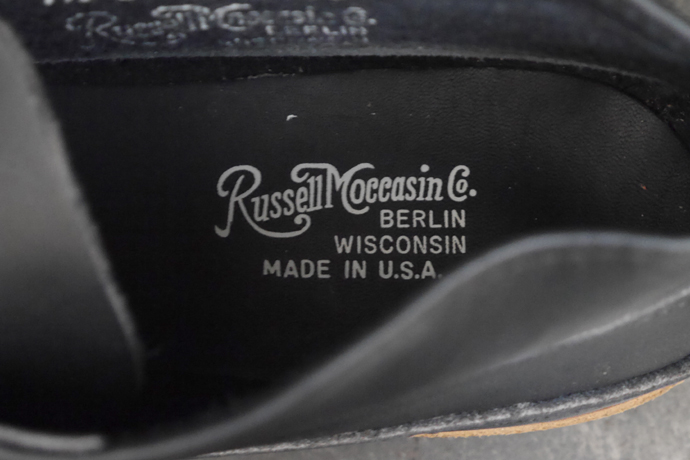 Russell Moccasin Co.
BERLIN
Russell Moccasin Co.
BERLIN
WISCONSIN
MADE IN U.S.A.